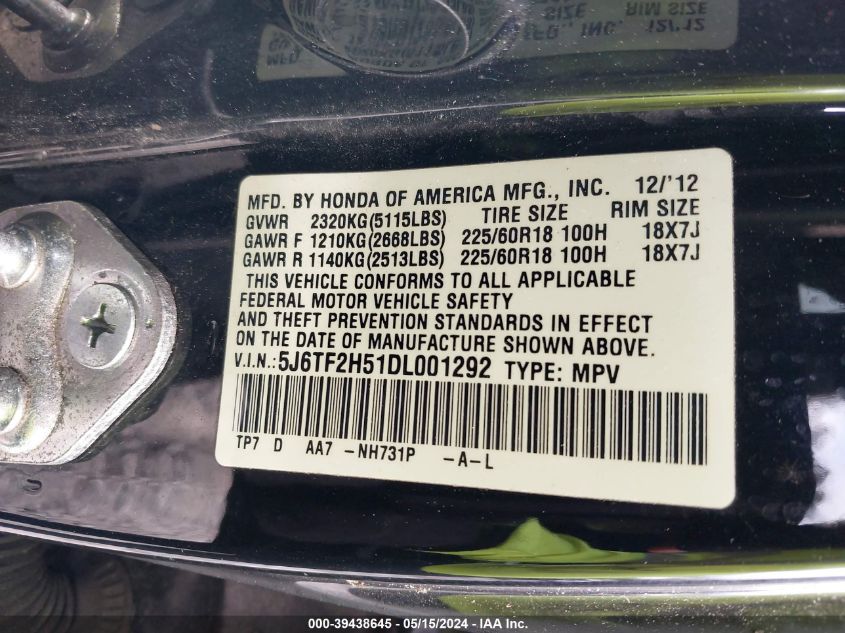 MFD. BY HONDA OF AMERICA MFG., INC. 12/'12
GVWR 2320KG(5115LBS) TIRE SIZE RIM SIZE
GAWR F 1210KG(2668LBS) 225/60R18 100H 18X7J
GAWR R 1140KG(2513LBS) 225/60R18 100H 18X7J
THIS VEHICLE CONFORMS TO ALL APPLICABLE
FEDERAL MOTOR VEHICLE SAFETY
AND THEFT PREVENTION STANDARDS IN EFFECT
ON THE DATE OF MANUFACTURE SHOWN ABOVE.
V.I.N.:5J6TF2H51DL001292 TYPE: MPV
TP7 D AA7 -NH731P -A-L
000-39438645 - 05/15/2024 - IAA Inc.